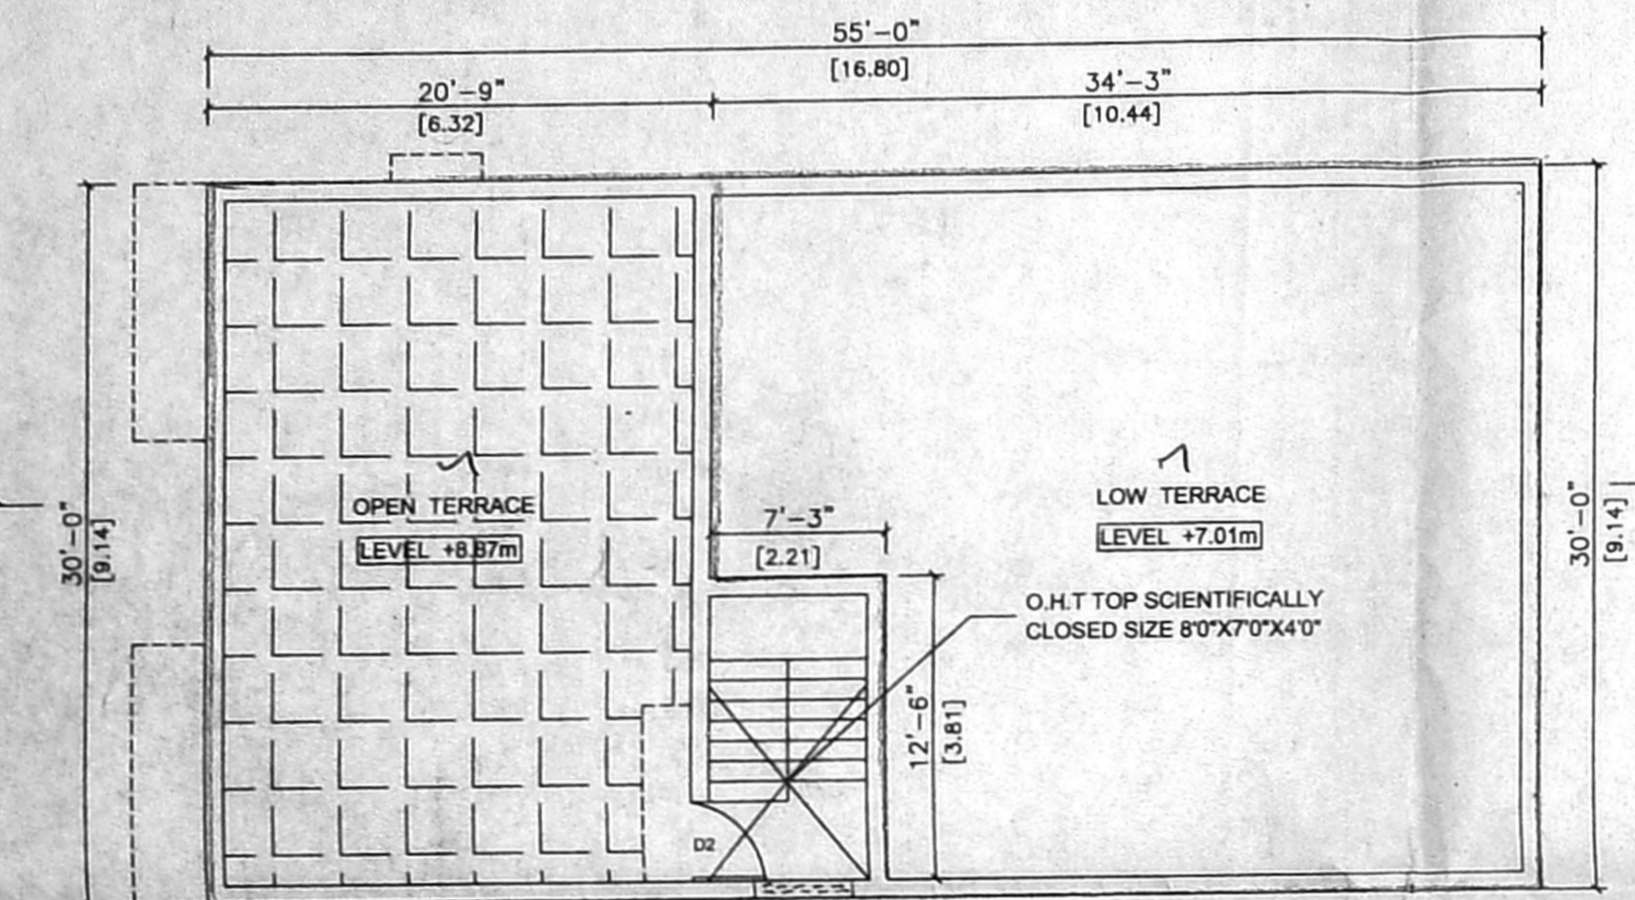 55'-0"
[16.80]
20'-9"
[6.32]
34'-3"
[10.44]
30'-0"
[9.14]
OPEN TERRACE
LEVEL +8.87m
7'-3"
[2.21]
LOW TERRACE
LEVEL +7.01m
30'-0"
[9.14]
O.H.T TOP SCIENTIFICALLY
CLOSED SIZE 8'0"X7'0"X4'0"
12'-6"
[3.81]
D2